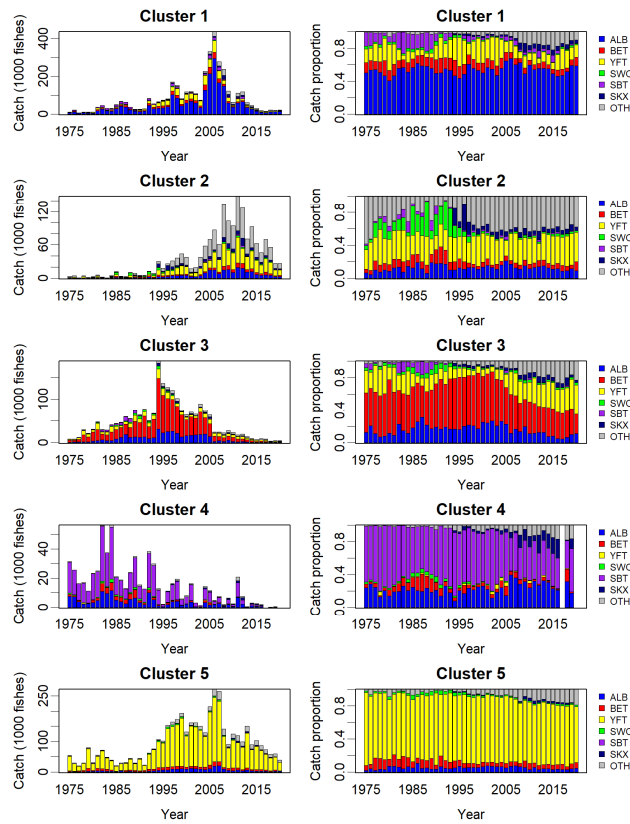 Cluster 1
Catch (1000 fishes)
0 200 400
1975 1985 1995 2005 2015
Year
Cluster 1
Catch proportion
0.0 0.4 0.8
1975 1985 1995 2005 2015
Year
ALB
BET
YFT
SWO
SBT
SKX
OTH
Cluster 2
Catch (1000 fishes)
0 60 120
1975 1985 1995 2005 2015
Year
Cluster 2
Catch proportion
0.0 0.4 0.8
1975 1985 1995 2005 2015
Year
ALB
BET
YFT
SWO
SBT
SKX
OTH
Cluster 3
Catch (1000 fishes)
0 100
1975 1985 1995 2005 2015
Year
Cluster 3
Catch proportion
0.0 0.4 0.8
1975 1985 1995 2005 2015
Year
ALB
BET
YFT
SWO
SBT
SKX
OTH
Cluster 4
Catch (1000 fishes)
0 20 40
1975 1985 1995 2005 2015
Year
Cluster 4
Catch proportion
0.0 0.4 0.8
1975 1985 1995 2005 2015
Year
ALB
BET
YFT
SWO
SBT
SKX
OTH
Cluster 5
Catch (1000 fishes)
0 100 250
1975 1985 1995 2005 2015
Year
Cluster 5
Catch proportion
0.0 0.4 0.8
1975 1985 1995 2005 2015
Year
ALB
BET
YFT
SWO
SBT
SKX
OTH